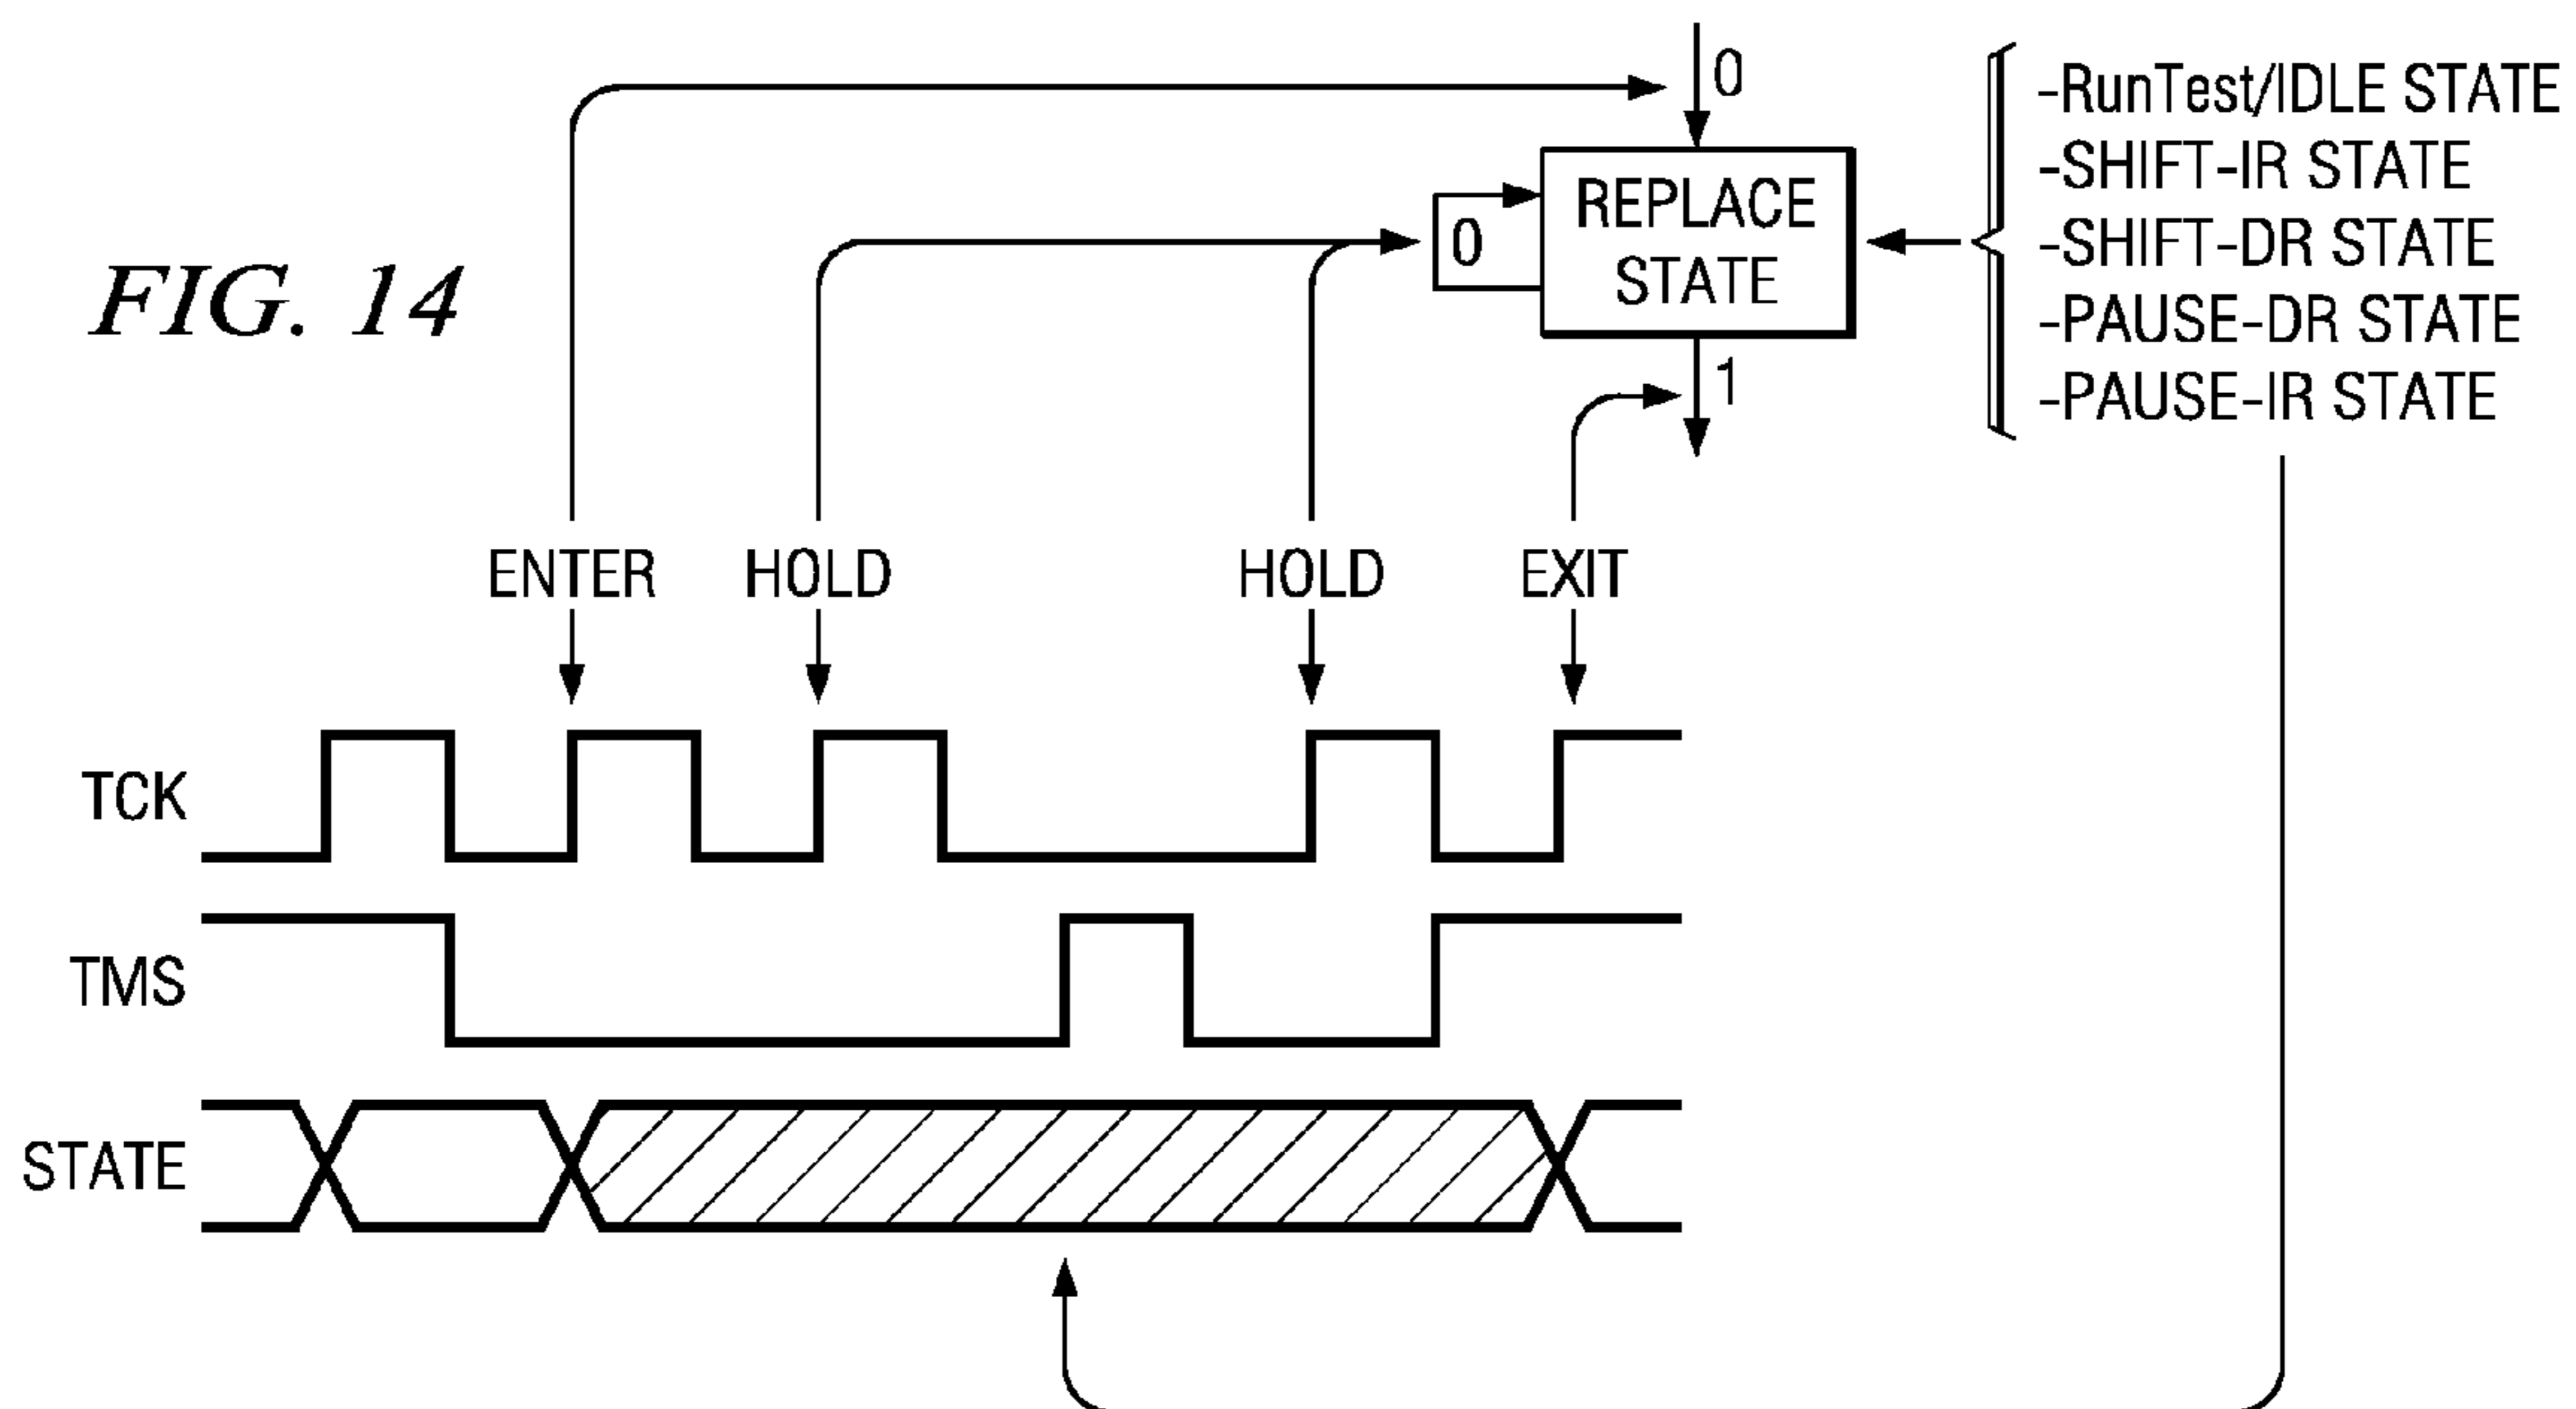 0
-RunTest/IDLE STATE
-SHIFT-IR STATE
-SHIFT-DR STATE
-PAUSE-DR STATE
-PAUSE-IR STATE
REPLACE
STATE
0
1
FIG. 14
ENTER HOLD HOLD EXIT
TCK
TMS
STATE